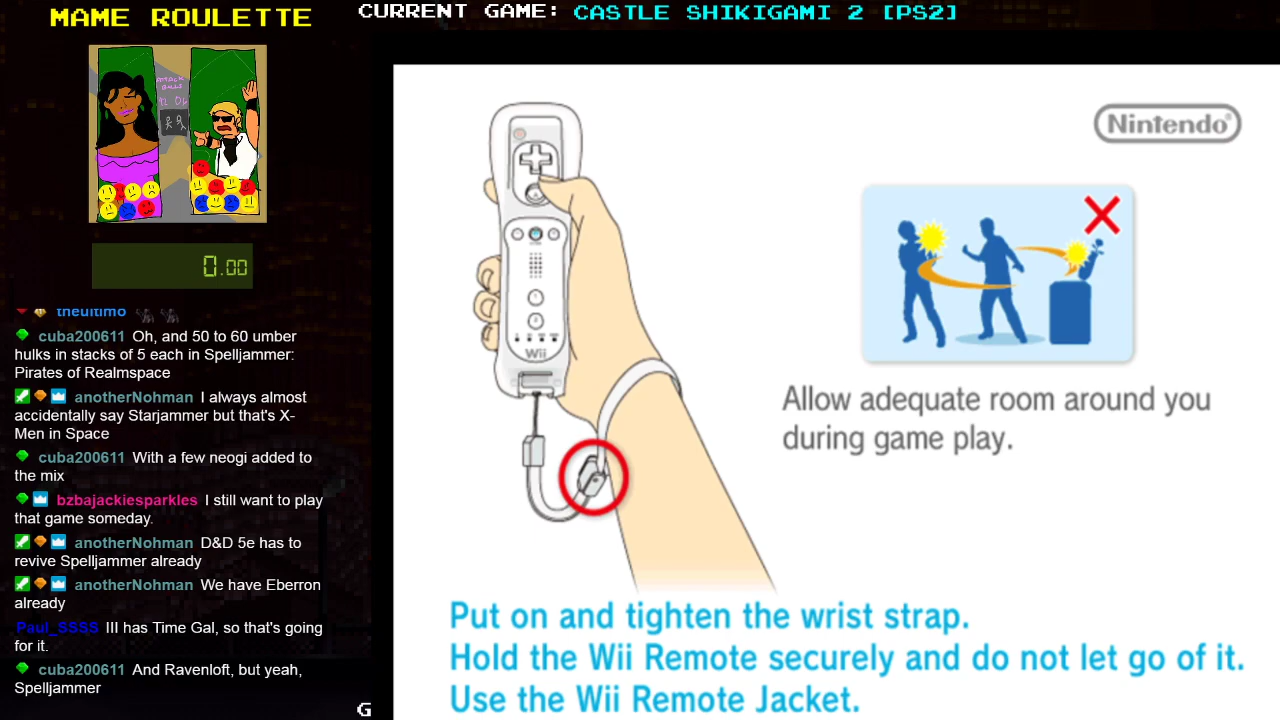 MAME ROULETTE
CURRENT GAME: CASTLE SHIKIGAMI 2 [PS2]
0.00
theultimo
cuba200611 Oh, and 50 to 60 umber
hulks in stacks of 5 each in Spelljammer:
Pirates of Realmspace
anotherNohman I always almost
accidentally say Starjammer but that's X-
Men in Space
cuba200611 With a few neogi added to
the mix
bzbajackiesparkles I still want to play
that game someday.
anotherNohman D&D 5e has to
revive Spelljammer already
anotherNohman We have Eberron
already
Paul_SSSS III has Time Gal, so that's going
for it.
cuba200611 And Ravenloft, but yeah,
Spelljammer
G
Wii
Nintendo®
Allow adequate room around you
during game play.
Put on and tighten the wrist strap.
Hold the Wii Remote securely and do not let go of it.
Use the Wii Remote Jacket.